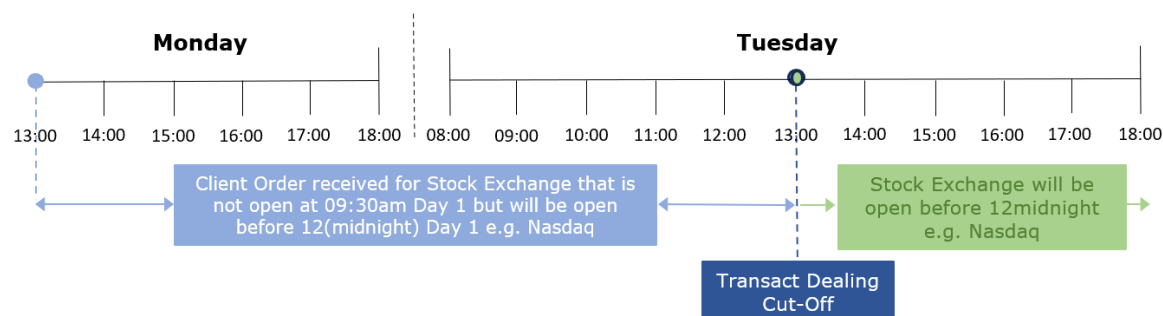 Monday
Tuesday
13:00 14:00 15:00 16:00 17:00 18:00 08:00 09:00 10:00 11:00 12:00 13:00 14:00 15:00 16:00 17:00 18:00
Client Order received for Stock Exchange that is
not open at 09:30am Day 1 but will be open
before 12(midnight) Day 1 e.g. Nasdaq
Stock Exchange will be
open before 12midnight
e.g. Nasdaq
Transact Dealing
Cut-Off